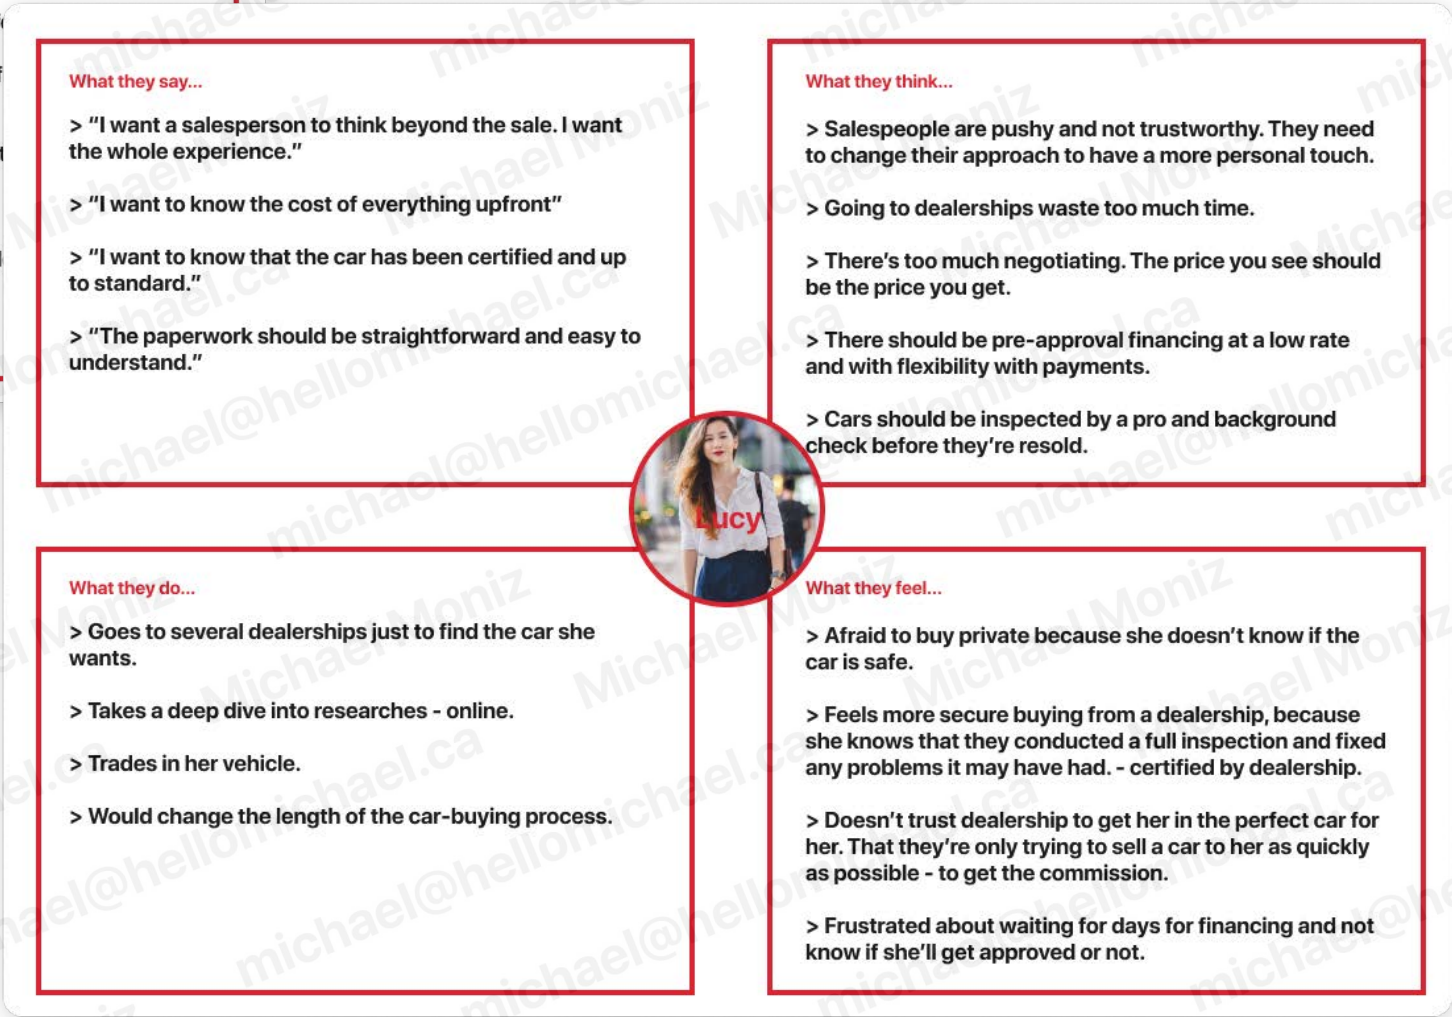 What they say...
> “I want a salesperson to think beyond the sale. I want
the whole experience.”
> “I want to know the cost of everything upfront”
> “I want to know that the car has been certified and up
to standard.”
> “The paperwork should be straightforward and easy to
understand.”
What they think...
> Salespeople are pushy and not trustworthy. They need
to change their approach to have a more personal touch.
> Going to dealerships waste too much time.
> There’s too much negotiating. The price you see should
be the price you get.
> There should be pre-approval financing at a low rate
and with flexibility with payments.
> Cars should be inspected by a pro and background
check before they’re resold.
Lucy
What they do...
> Goes to several dealerships just to find the car she
wants.
> Takes a deep dive into researches - online.
> Trades in her vehicle.
> Would change the length of the car-buying process.
What they feel...
> Afraid to buy private because she doesn’t know if the
car is safe.
> Feels more secure buying from a dealership, because
she knows that they conducted a full inspection and fixed
any problems it may have had. - certified by dealership.
> Doesn’t trust dealership to get her in the perfect car for
her. That they’re only trying to sell a car to her as quickly
as possible - to get the commission.
> Frustrated about waiting for days for financing and not
know if she’ll get approved or not.
Michael Moniz
michael@hellomichael.ca